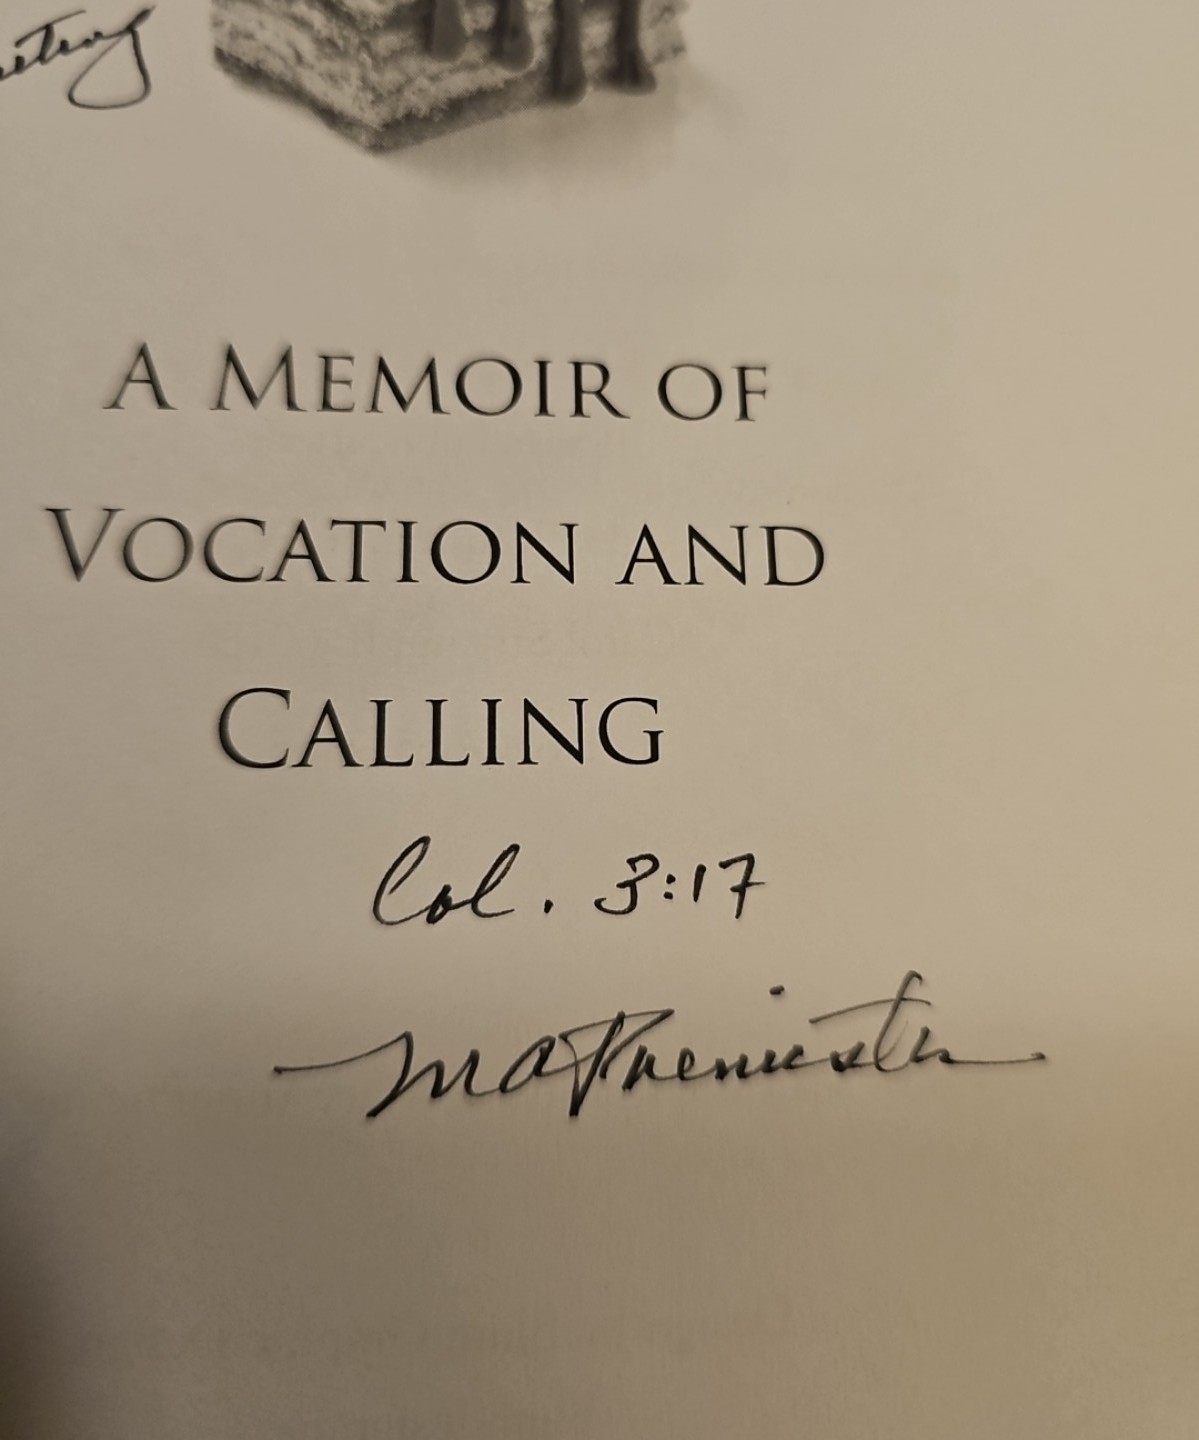 A MEMOIR OF
VOCATION AND
CALLING
Col. 3:17